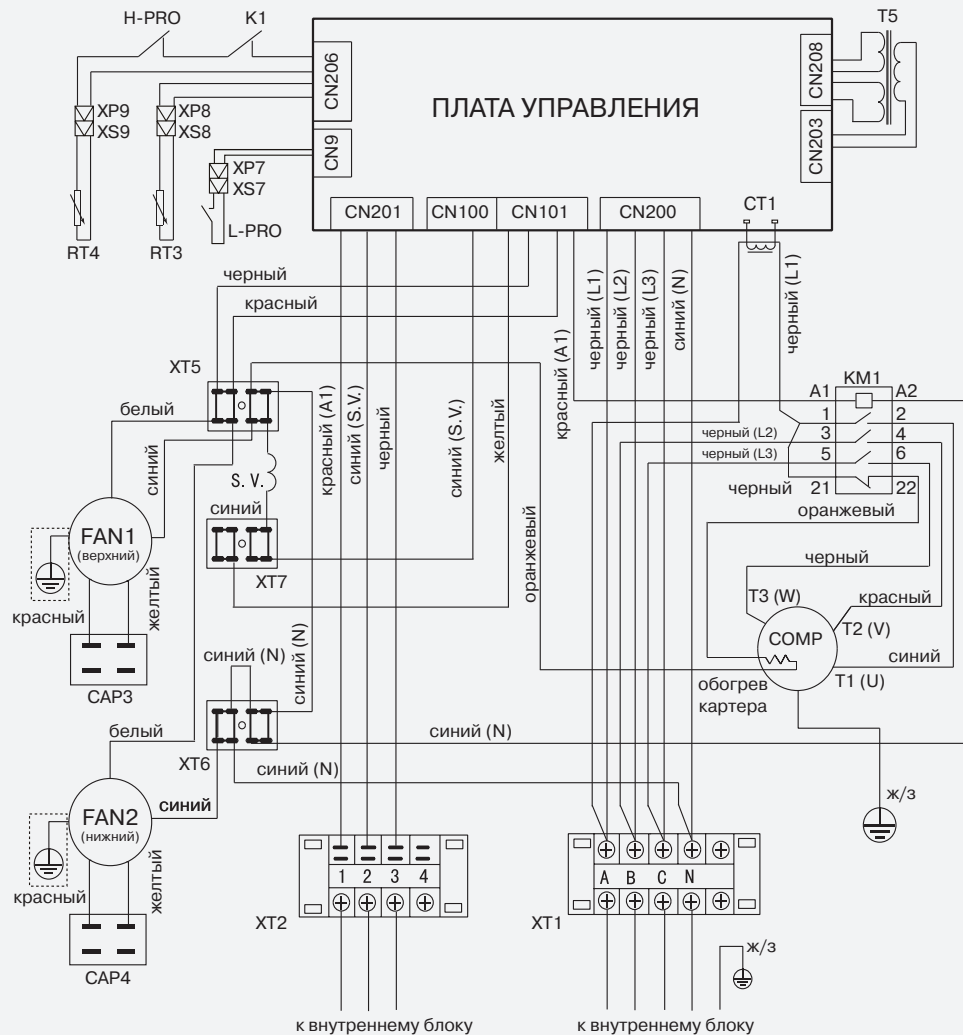 H-PRO
K1
T5
CN206
CN208
ПЛАТА УПРАВЛЕНИЯ
XP9
XS9
XP8
XS8
CN9
CN203
XP7
XS7
CT1
CN201
CN100
CN101
CN200
L-PRO
RT4
RT3
черный
красный
черный (L1)
черный (L2)
черный (L3)
синий (N)
черный (L1)
красный (A1)
XT5
KM1
A1
A2
белый
красный (A1)
синий (S.V.)
черный
синий (S.V.)
желтый
1
2
черный (L2)
3
4
черный (L3)
5
6
синий
S. V.
черный
21
22
оранжевый
синий
FAN1
(верхний)
XT7
оранжевый
черный
T3 (W)
красный
красный
желтый
COMP
T2 (V)
синий (N)
синий (N)
синий
CAP3
обогрев
картера
T1 (U)
белый
XT6
синий (N)
синий (N)
FAN2
(нижний)
синий
ж/з
красный
желтый
1
2
3
4
A
B
C
N
XT2
XT1
CAP4
ж/з
к внутреннему блоку
к внутреннему блоку